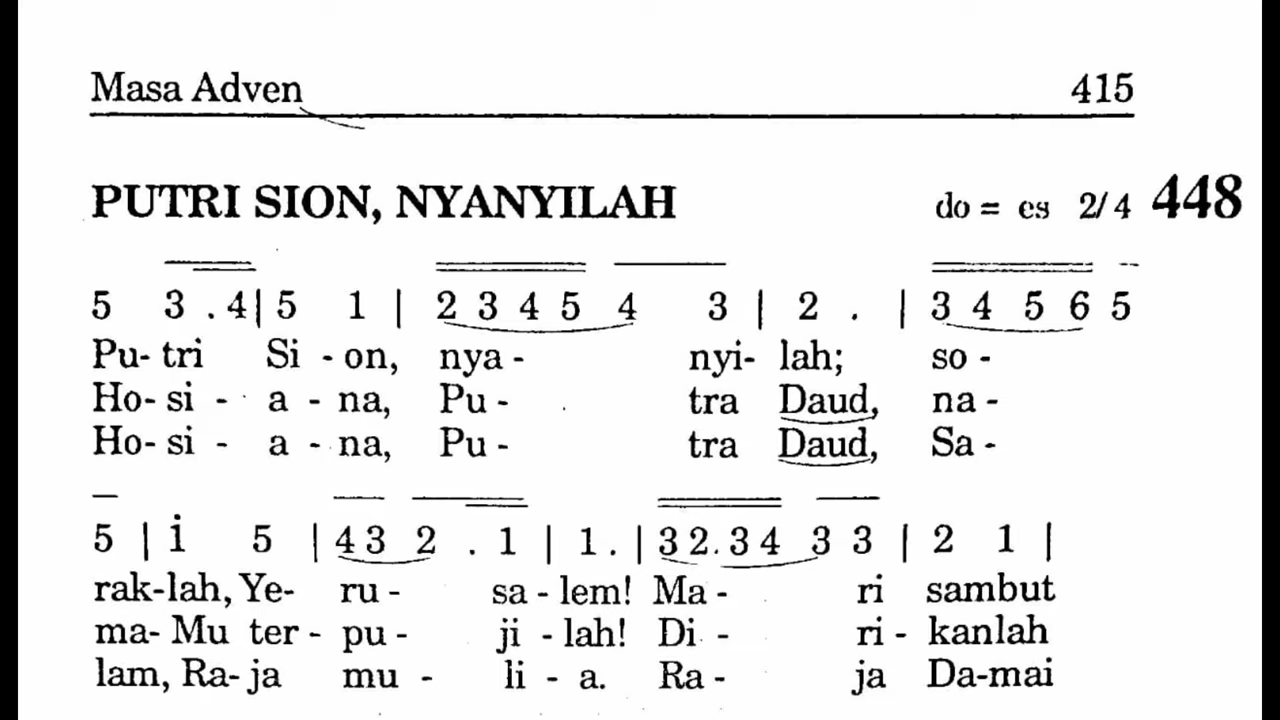 Masa Adven 415
PUTRI SION, NYANYILAH do = es 2/4 448
5 3 . 4 | 5 1 | 2 3 4 5 4 3 | 2 . | 3 4 5 6 5
Pu- tri Si - on, nya - nyi- lah; so -
Ho- si - a - na, Pu - tra Daud, na -
Ho- si - a - na, Pu - tra Daud, Sa -
5 | i 5 | 4 3 2 . 1 | 1 . | 3 2 . 3 4 3 3 | 2 1 |
rak-lah, Ye- ru - sa - lem! Ma - ri sambut
ma- Mu ter - pu - ji - lah! Di - ri - kanlah
lam, Ra- ja mu - li - a. Ra - ja Da-mai